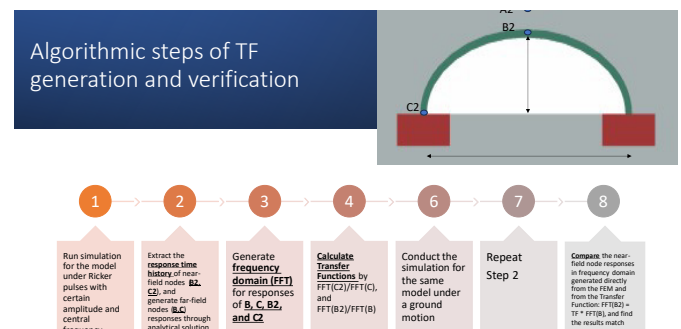 Algorithmic steps of TF
generation and verification
A2
B2
C2
1
2
3
4
6
7
8
Run simulation
for the model
under Ricker
pulses with
certain
amplitude and
central
frequency
Extract the
response time
history of near-
field nodes (B2,
C2), and
generate far-field
nodes (B,C)
responses through
analytical solution
Generate
frequency
domain (FFT)
for responses
of B, C, B2,
and C2
Calculate
Transfer
Functions by
FFT(C2)/FFT(C),
and
FFT(B2)/FFT(B)
Conduct the
simulation for
the same
model under
a ground
motion
Repeat
Step 2
Compare the near-
field node responses
in frequency domain
generated directly
from the FEM and
from the Transfer
Function: FFT(B2) =
TF * FFT(B), and find
the results match